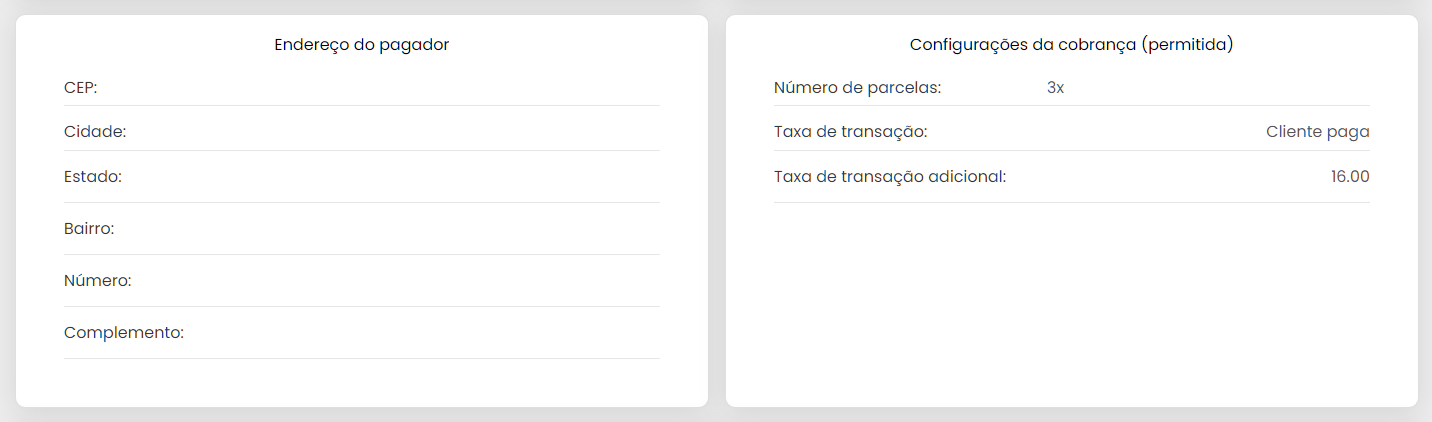 Endereço do pagador
CEP:
Cidade:
Estado:
Bairro:
Número:
Complemento:
Configurações da cobrança (permitida)
Número de parcelas: 3x
Taxa de transação: Cliente paga
Taxa de transação adicional: 16.00